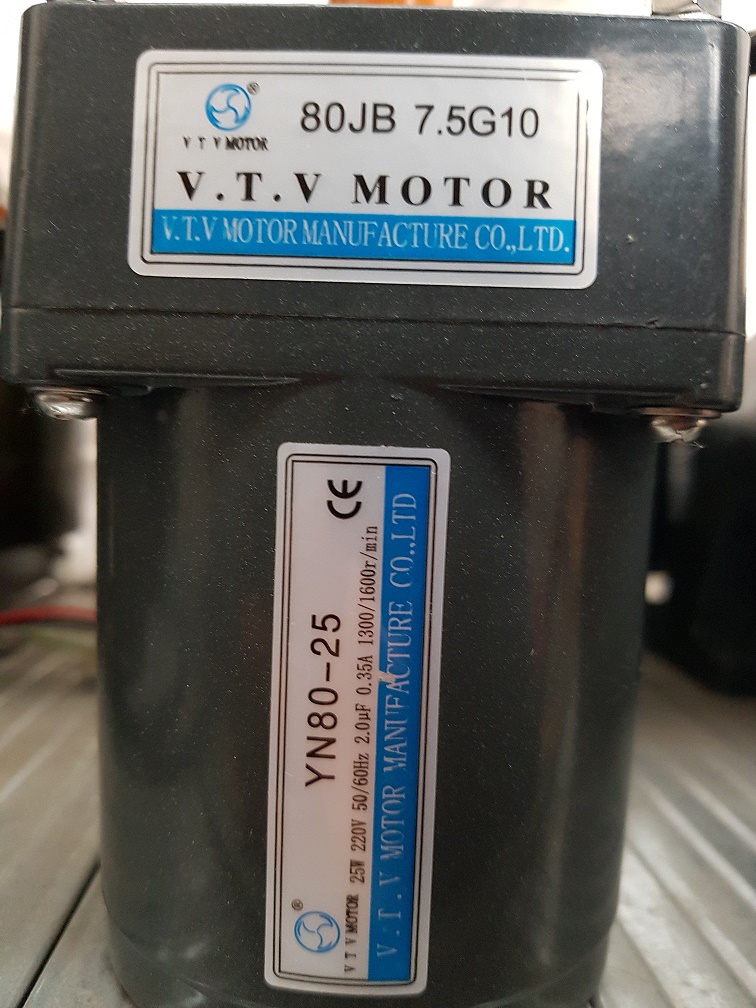 ®
V T V MOTOR
80JB 7.5G10
V.T.V MOTOR
V.T.V MOTOR MANUFACTURE CO.,LTD.
®
V T V MOTOR
YN80-25
CE
25W 220V 50/60Hz 2.0μF 0.35A 1300/1600r/min
V.T.V MOTOR MANUFACTURE CO.,LTD